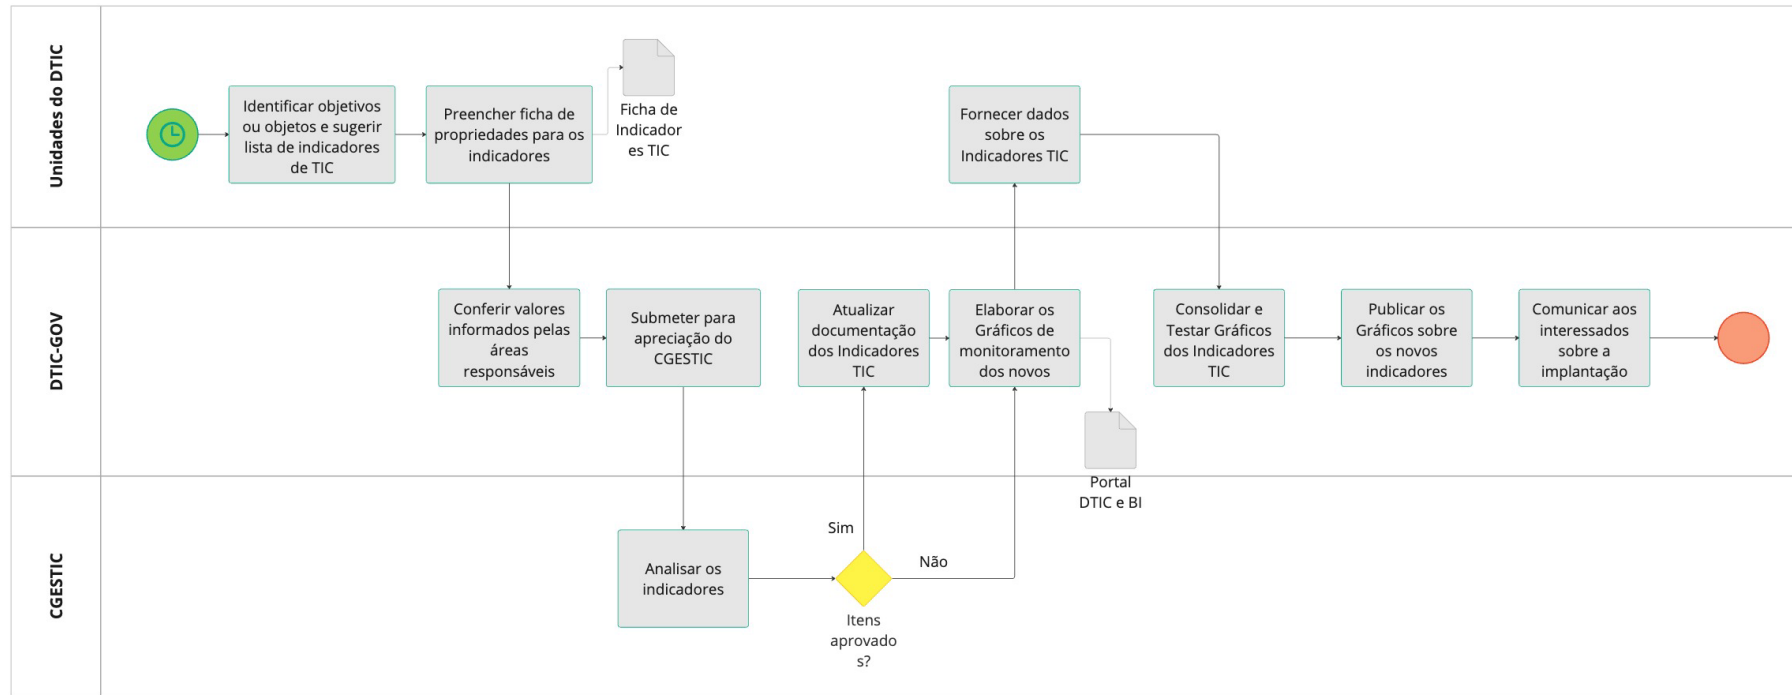 Unidades do DTIC
Identificar objetivos
ou objetos e sugerir
lista de indicadores
de TIC
Preencher ficha de
propriedades para os
indicadores
Ficha de
Indicador
es TIC
Fornecer dados
sobre os
Indicadores TIC
DTIC-GOV
Conferir valores
informados pelas
áreas
responsáveis
Submeter para
apreciação do
CGESTIC
Atualizar
documentação
dos Indicadores
TIC
Elaborar os
Gráficos de
monitoramento
dos novos
Consolidar e
Testar Gráficos
dos Indicadores
TIC
Publicar os
Gráficos sobre
os novos
indicadores
Comunicar aos
interessados
sobre a
implantação
Portal
DTIC e BI
CGESTIC
Analisar os
indicadores
Sim
Não
Itens
aprovado
s?